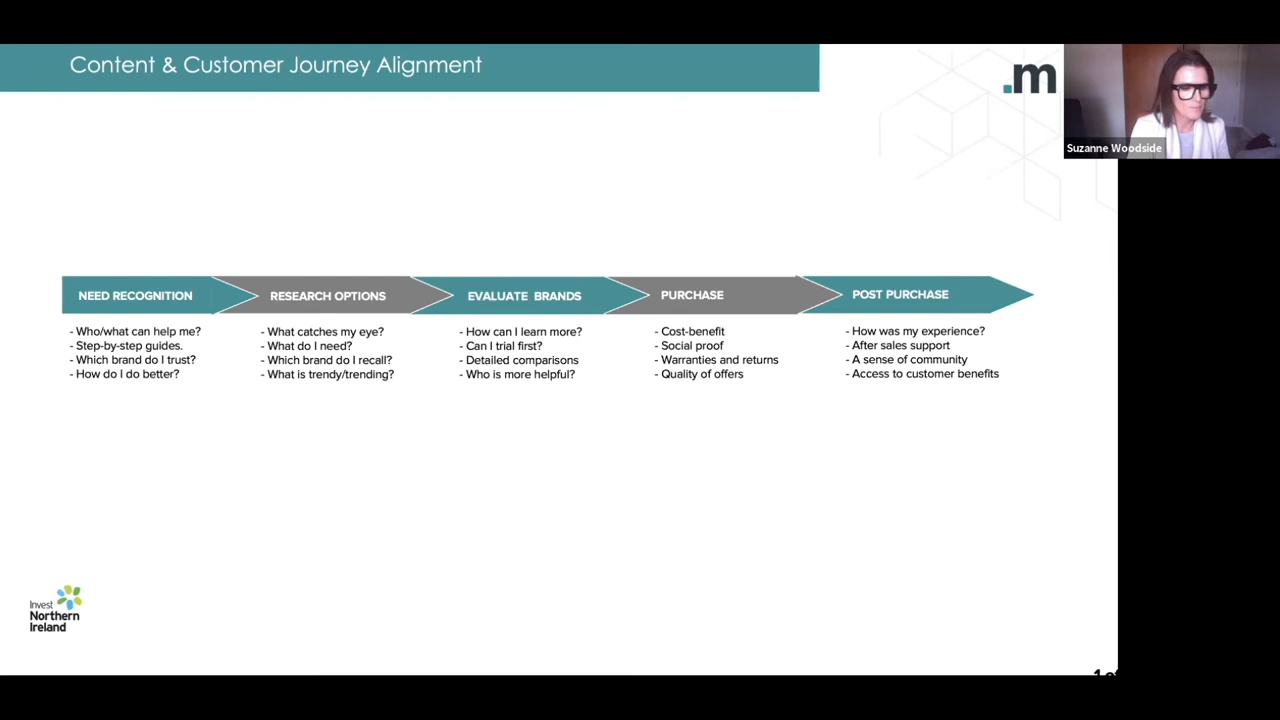 Content & Customer Journey Alignment
.m
Suzanne Woodside
NEED RECOGNITION
- Who/what can help me?
- Step-by-step guides.
- Which brand do I trust?
- How do I do better?
RESEARCH OPTIONS
- What catches my eye?
- What do I need?
- Which brand do I recall?
- What is trendy/trending?
EVALUATE BRANDS
- How can I learn more?
- Can I trial first?
- Detailed comparisons
- Who is more helpful?
PURCHASE
- Cost-benefit
- Social proof
- Warranties and returns
- Quality of offers
POST PURCHASE
- How was my experience?
- After sales support
- A sense of community
- Access to customer benefits
Invest
Northern
Ireland